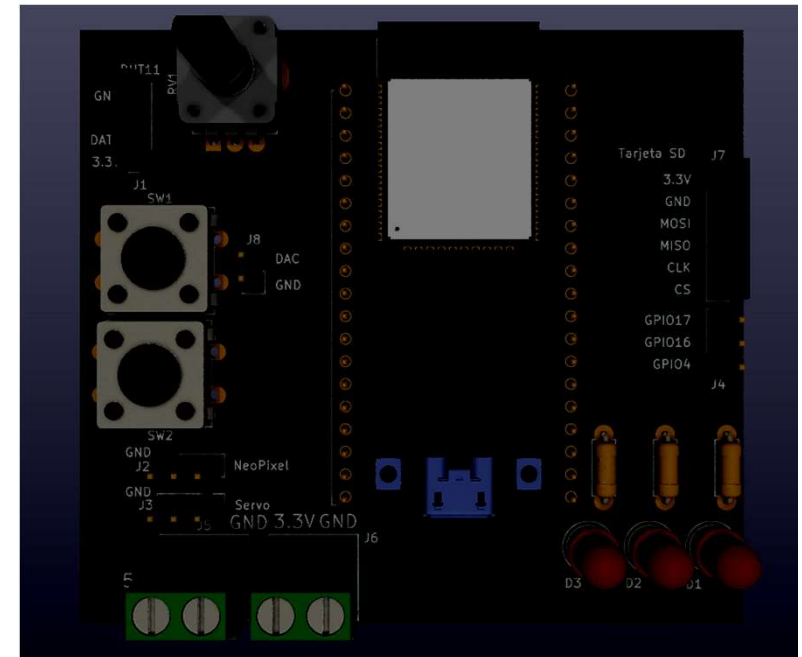 GN
RV1
DAT
3.3.
J1
SW1
J8
DAC
GND
SW2
GND
J2
NeoPixel
GND
J3
Servo
J5
GND 3.3V GND
J6
5
Tarjeta SD
J7
3.3V
GND
MOSI
MISO
CLK
CS
GPIO17
GPIO16
GPIO4
J4
D3
D2
D1